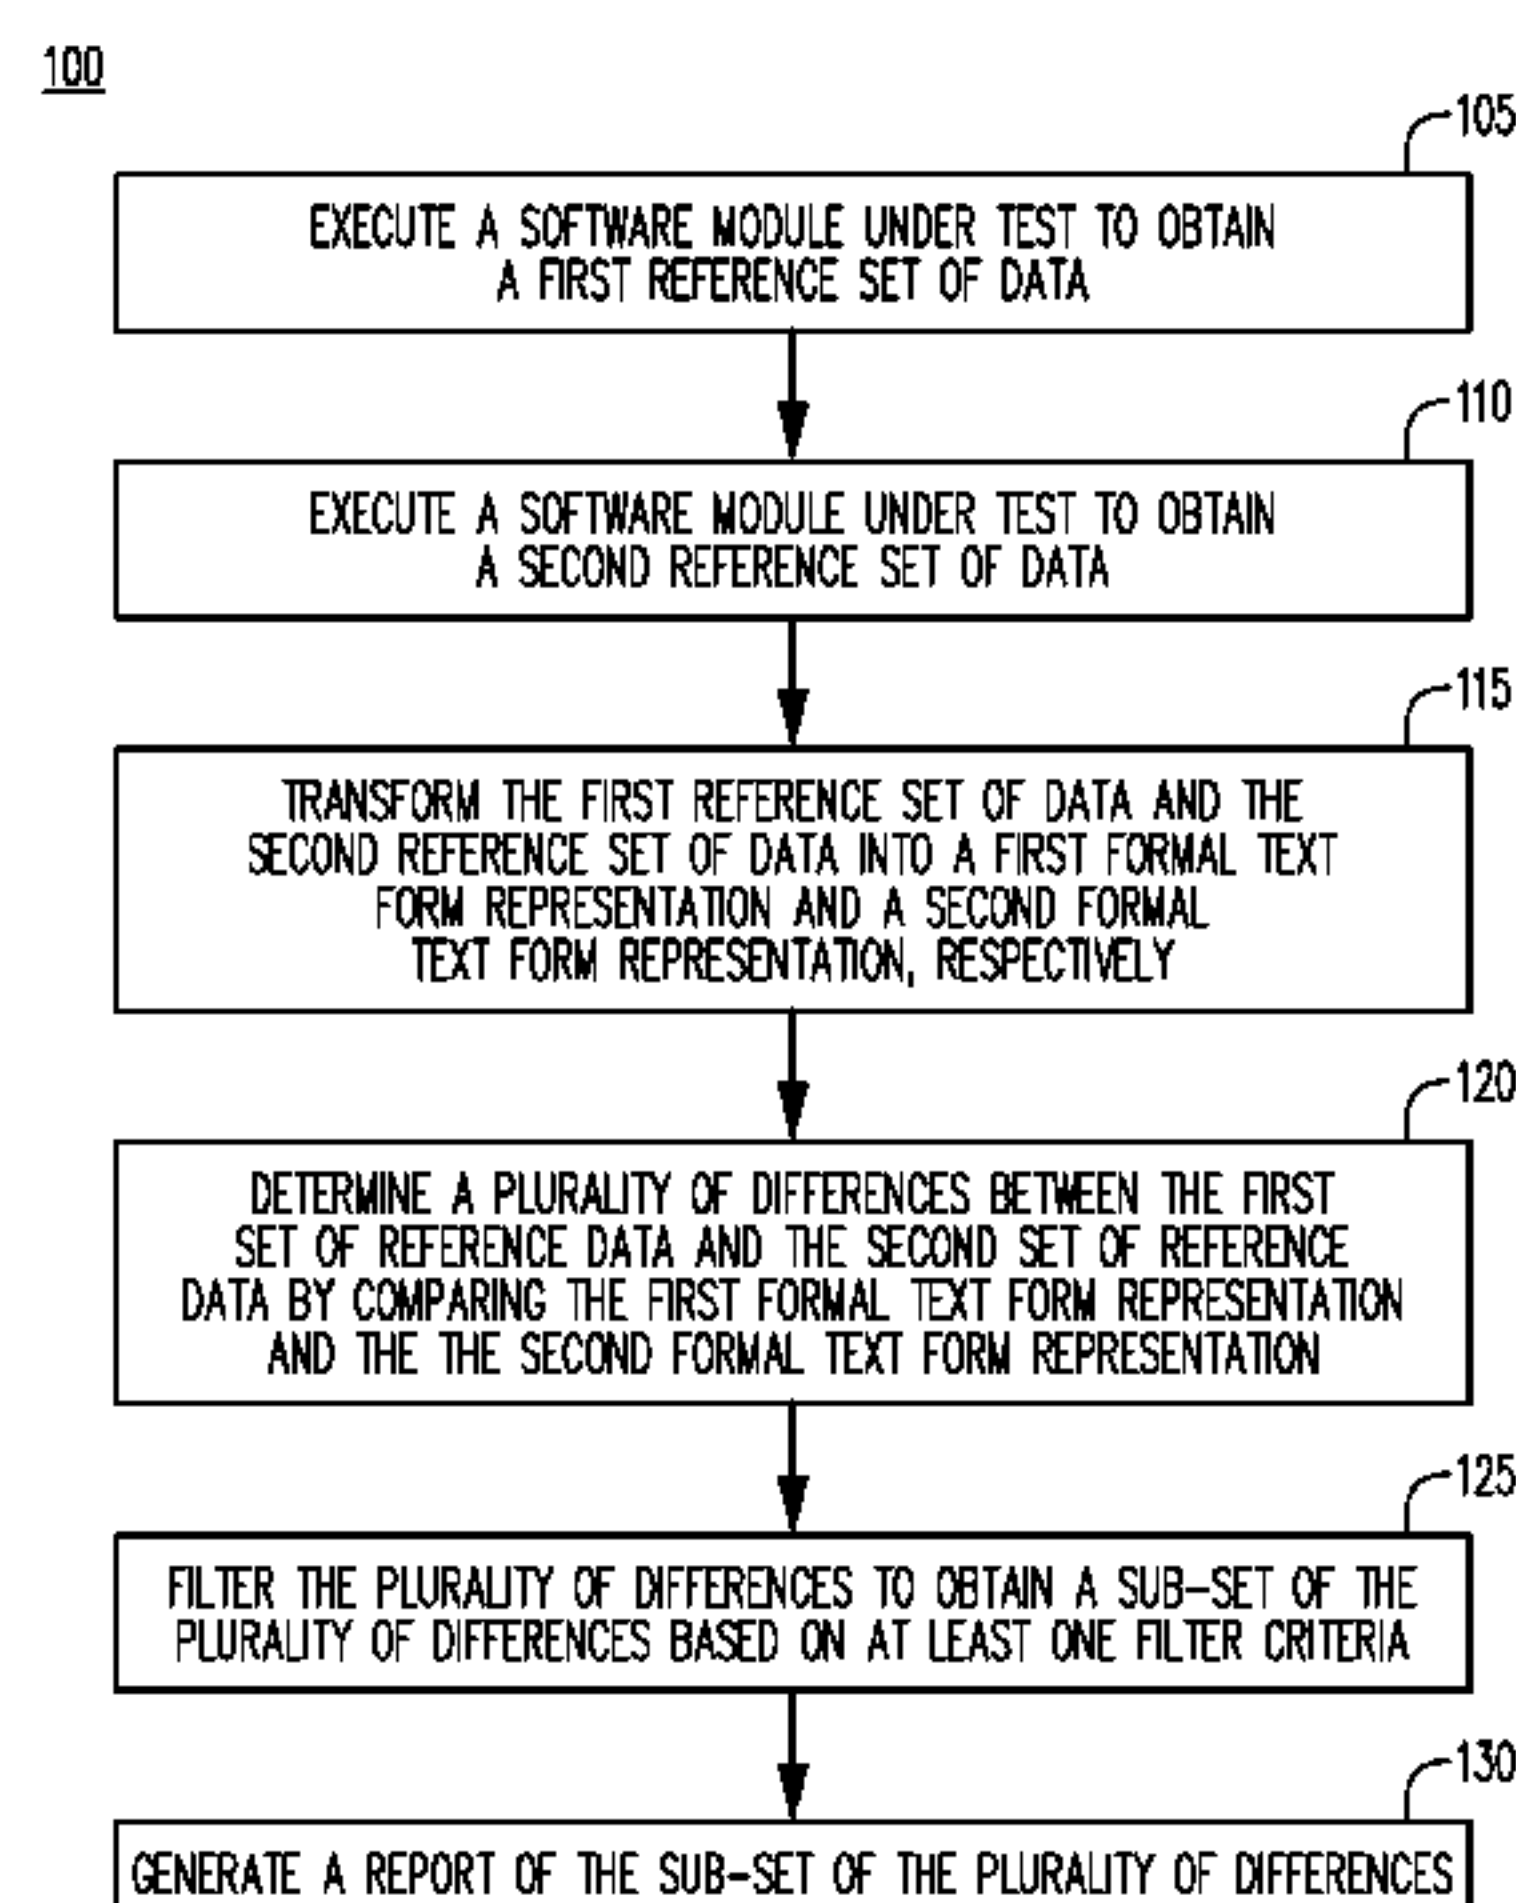 100
105
EXECUTE A SOFTWARE MODULE UNDER TEST TO OBTAIN
A FIRST REFERENCE SET OF DATA
110
EXECUTE A SOFTWARE MODULE UNDER TEST TO OBTAIN
A SECOND REFERENCE SET OF DATA
115
TRANSFORM THE FIRST REFERENCE SET OF DATA AND THE
SECOND REFERENCE SET OF DATA INTO A FIRST FORMAL TEXT
FORM REPRESENTATION AND A SECOND FORMAL
TEXT FORM REPRESENTATION, RESPECTIVELY
120
DETERMINE A PLURALITY OF DIFFERENCES BETWEEN THE FIRST
SET OF REFERENCE DATA AND THE SECOND SET OF REFERENCE
DATA BY COMPARING THE FIRST FORMAL TEXT FORM REPRESENTATION
AND THE THE SECOND FORMAL TEXT FORM REPRESENTATION
125
FILTER THE PLURALITY OF DIFFERENCES TO OBTAIN A SUB-SET OF THE
PLURALITY OF DIFFERENCES BASED ON AT LEAST ONE FILTER CRITERIA
130
GENERATE A REPORT OF THE SUB-SET OF THE PLURALITY OF DIFFERENCES